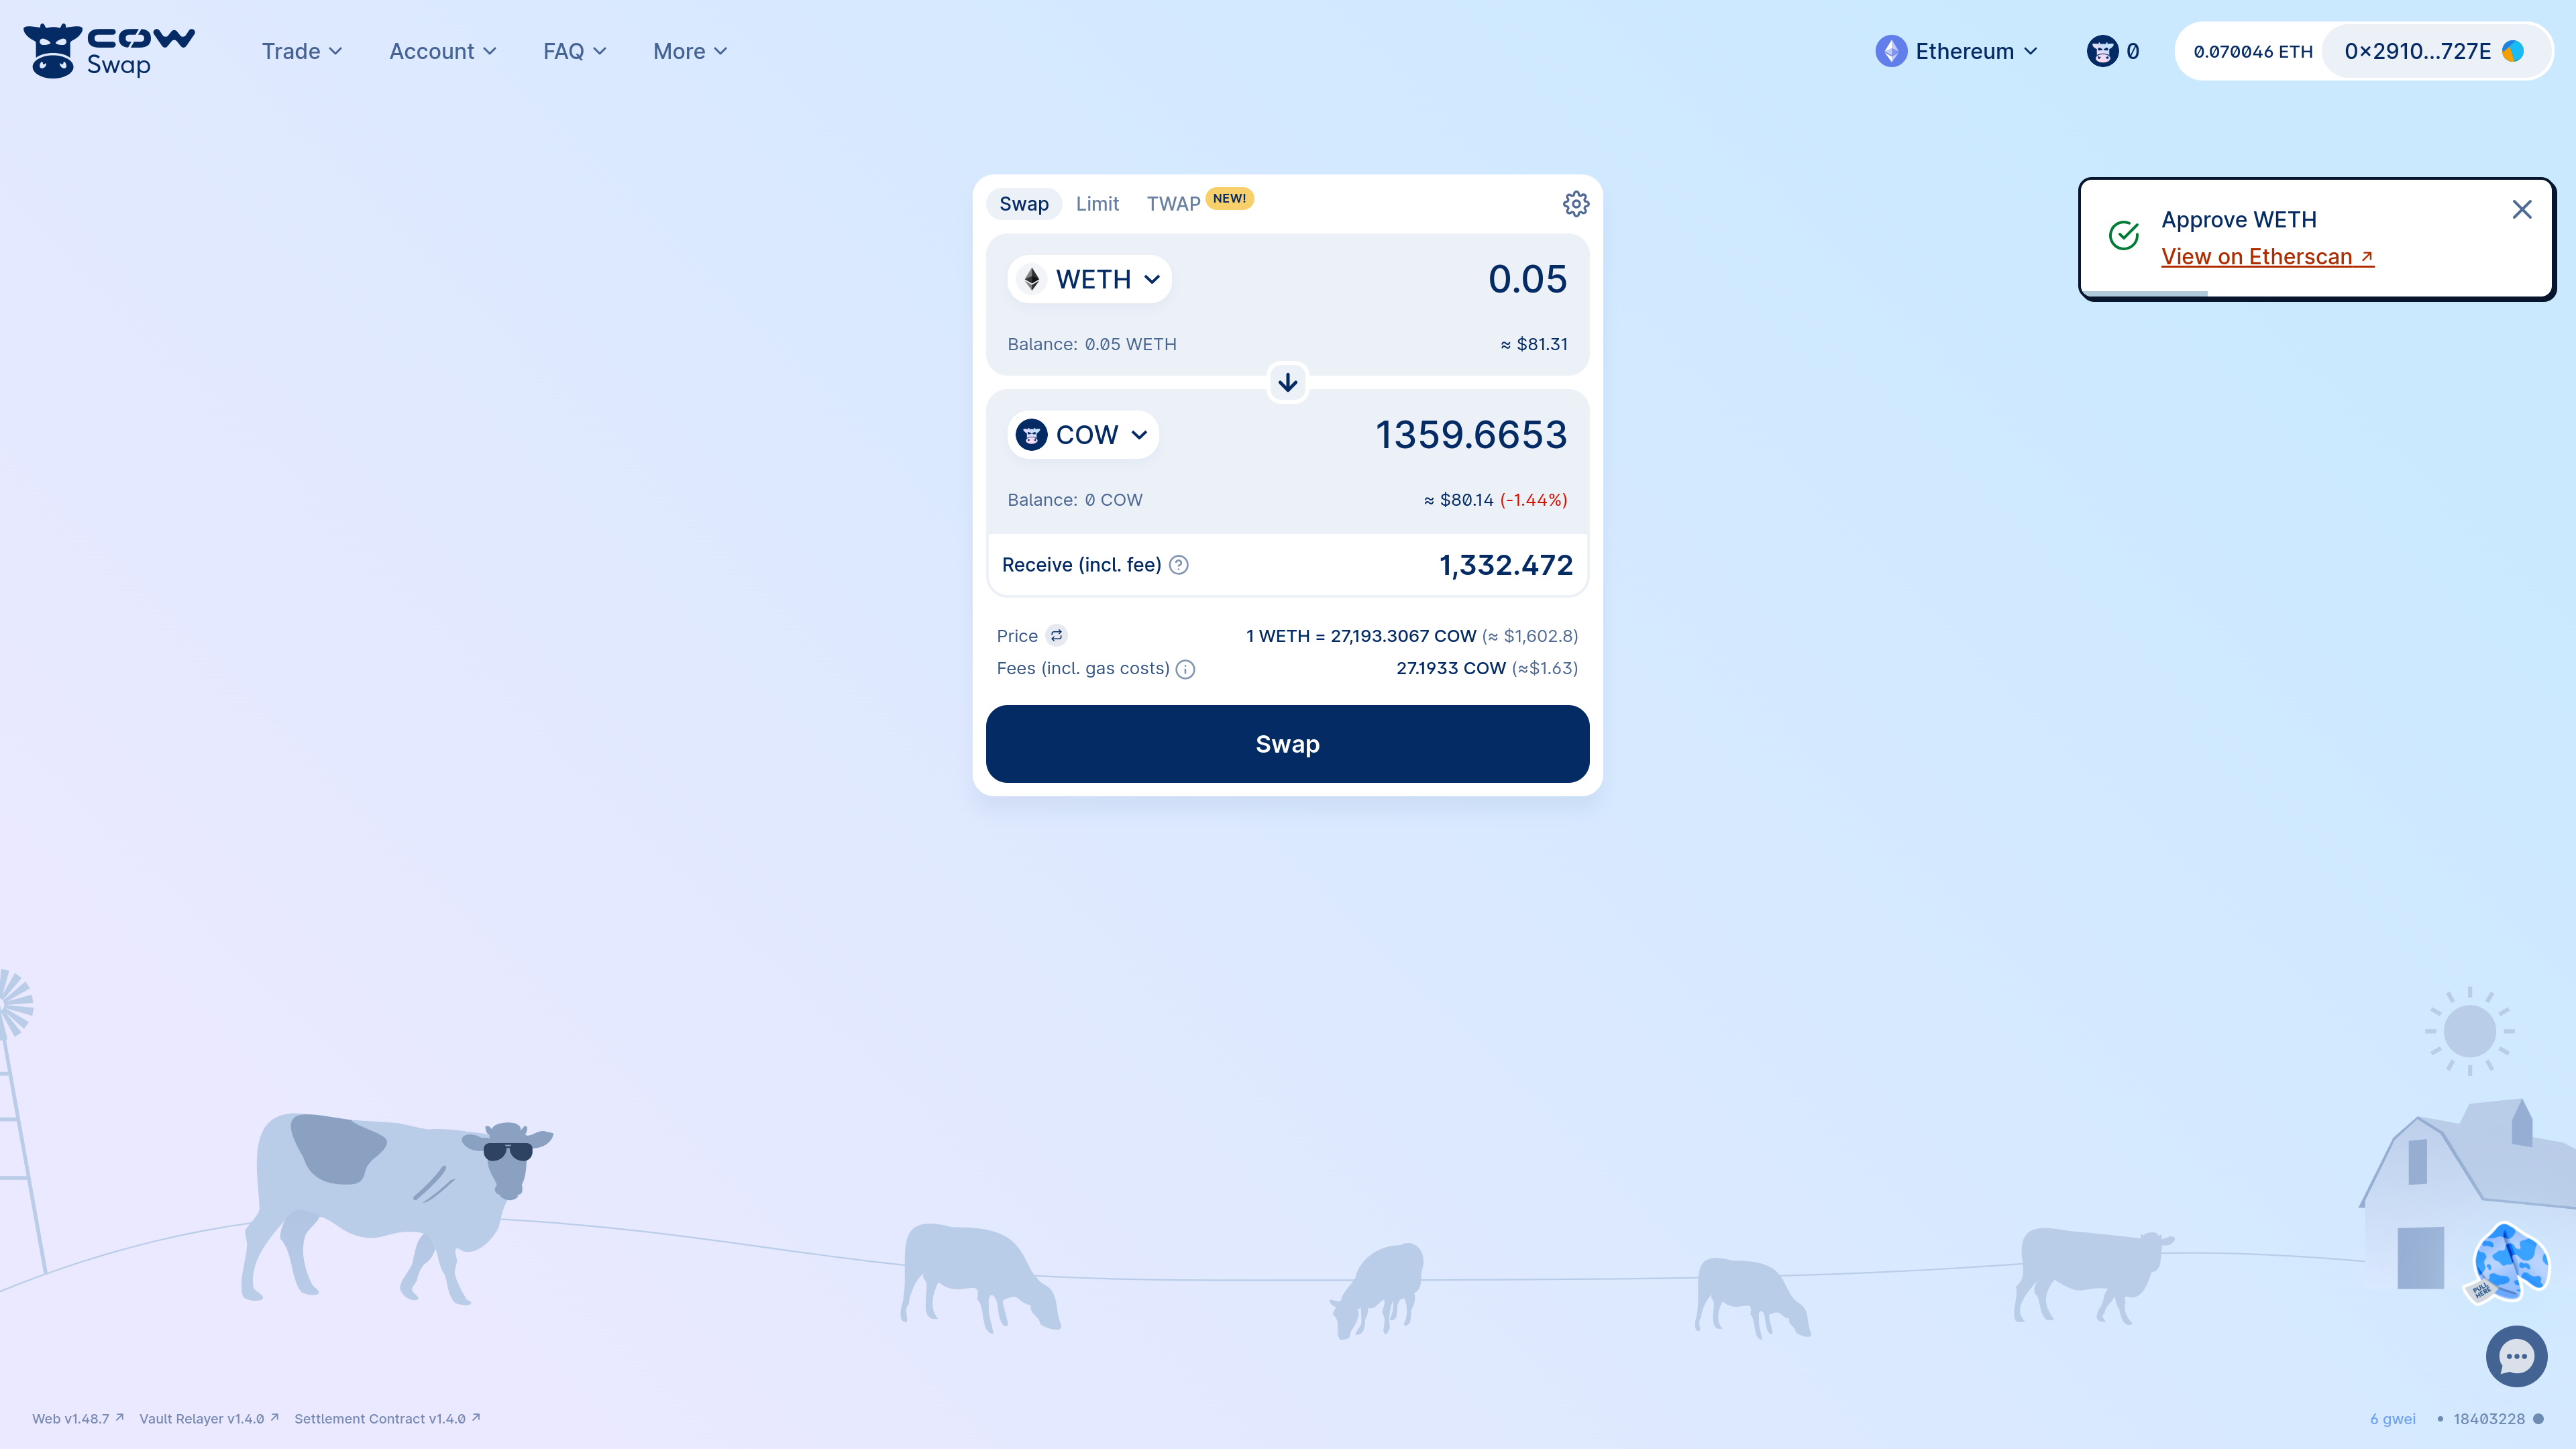 COW
Swap
Trade
Account
FAQ
More
Ethereum
0
0.070046 ETH
0×2910...727E
Swap
Limit
TWAP
NEW!
WETH
0.05
Balance: 0.05 WETH
≈ $81.31
COW
1359.6653
Balance: 0 COW
≈ $80.14 (-1.44%)
Receive (incl. fee)
1,332.472
Price
1 WETH = 27,193.3067 COW (≈ $1,602.8)
Fees (incl. gas costs)
27.1933 COW (≈$1.63)
Swap
Approve WETH
View on Etherscan ↗
PULL
HERE
Web v1.48.7 ↗
Vault Relayer v1.4.0 ↗
Settlement Contract v1.4.0 ↗
6 gwei
• 18403228